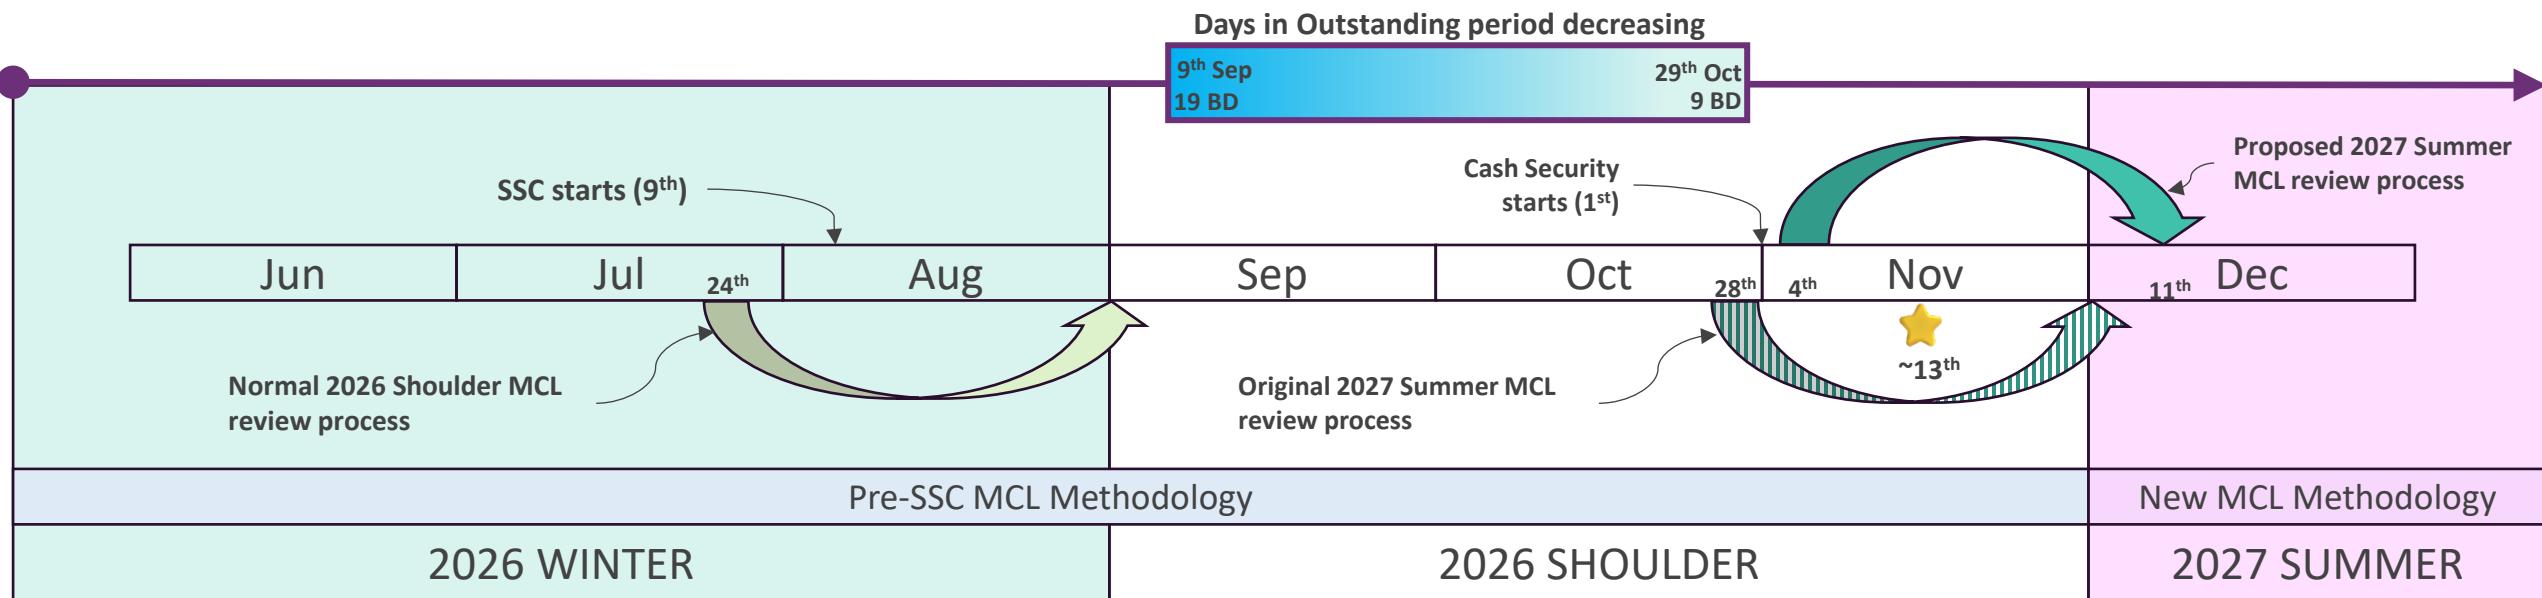 Days in Outstanding period decreasing
9th Sep
29th Oct
19 BD
9 BD
SSC starts (9th)
Cash Security
starts (1st)
Proposed 2027 Summer
MCL review process
Jun
Jul
24th
Aug
Sep
Oct
28th
4th
Nov
11th
Dec
~13th
Normal 2026 Shoulder MCL
review process
Original 2027 Summer MCL
review process
Pre-SSC MCL Methodology
New MCL Methodology
2026 WINTER
2026 SHOULDER
2027 SUMMER